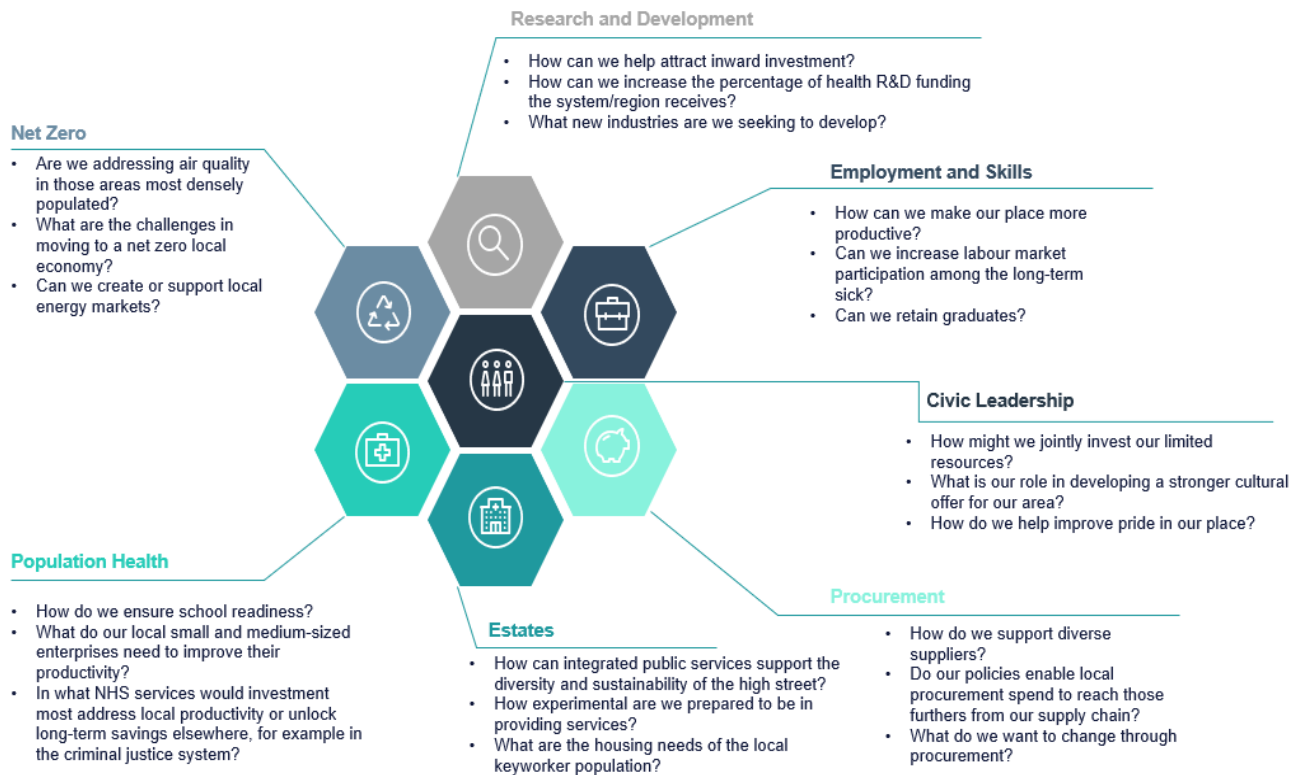 Research and Development
• How can we help attract inward investment?
• How can we increase the percentage of health R&D funding
the system/region receives?
• What new industries are we seeking to develop?
Net Zero
• Are we addressing air quality
in those areas most densely
populated?
• What are the challenges in
moving to a net zero local
economy?
• Can we create or support local
energy markets?
Employment and Skills
• How can we make our place more
productive?
• Can we increase labour market
participation among the long-term
sick?
• Can we retain graduates?
Civic Leadership
• How might we jointly invest our limited
resources?
• What is our role in developing a stronger cultural
offer for our area?
• How do we help improve pride in our place?
Population Health
• How do we ensure school readiness?
• What do our local small and medium-sized
enterprises need to improve their
productivity?
• In what NHS services would investment
most address local productivity or unlock
long-term savings elsewhere, for example in
the criminal justice system?
Estates
• How can integrated public services support the
diversity and sustainability of the high street?
• How experimental are we prepared to be in
providing services?
• What are the housing needs of the local
keyworker population?
Procurement
• How do we support diverse
suppliers?
• Do our policies enable local
procurement spend to reach those
furthers from our supply chain?
• What do we want to change through
procurement?